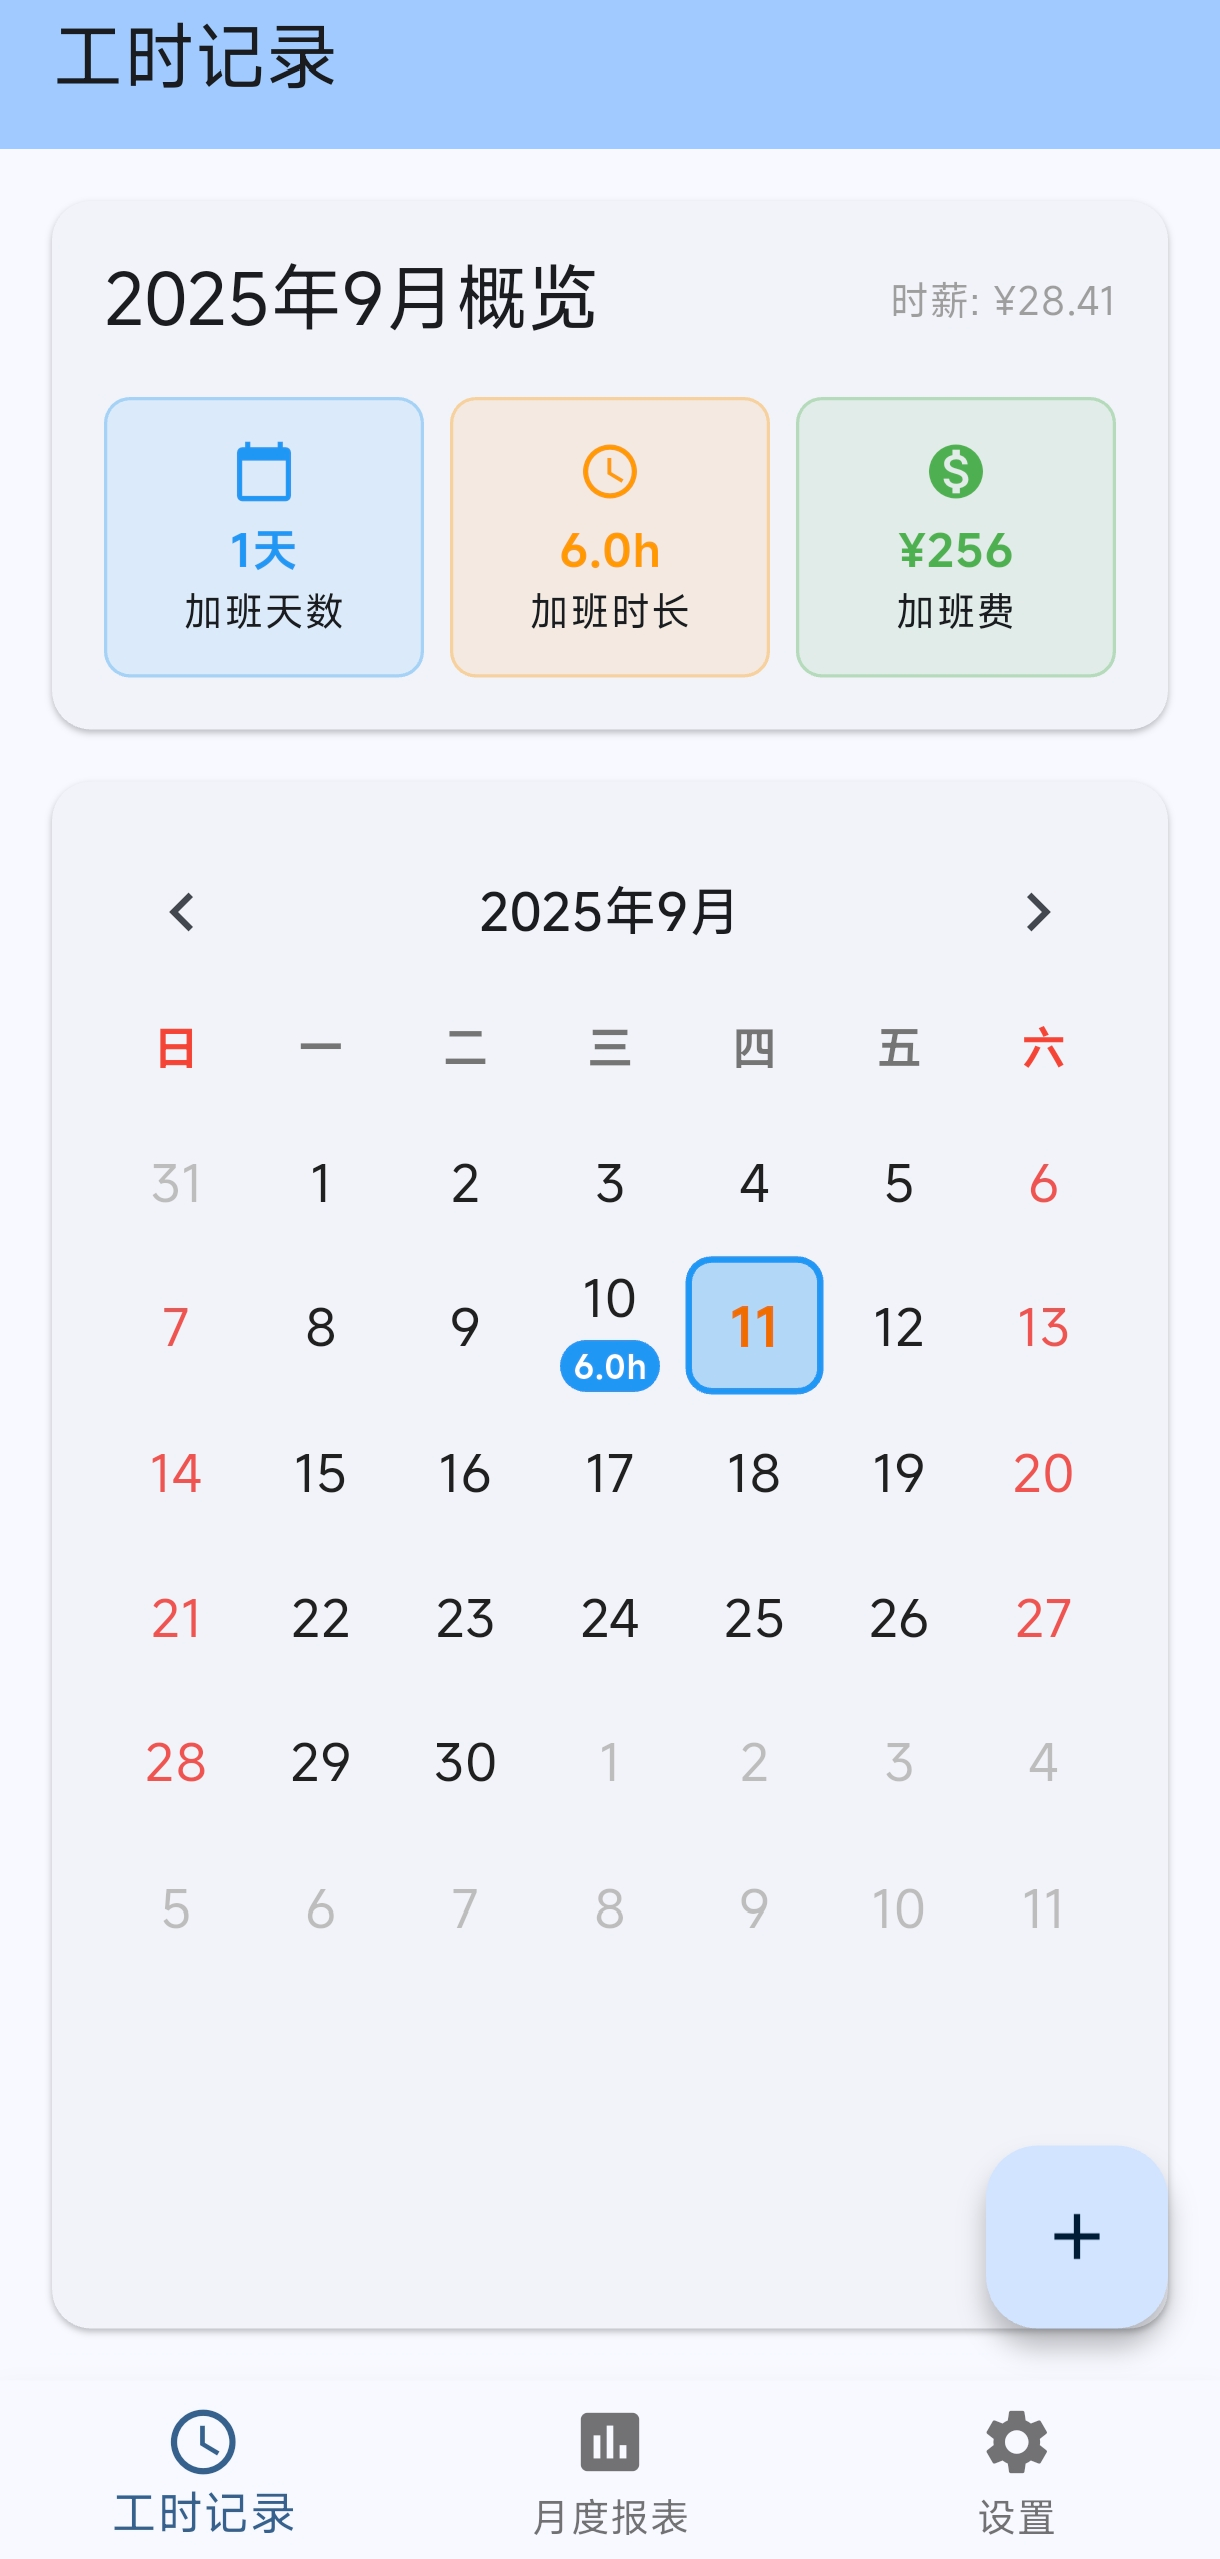 工时记录
2025年9月概览
时薪: ¥28.41
1天
加班天数
6.0h
加班时长
¥256
加班费
2025年9月
日 一 二 三 四 五 六
31 1 2 3 4 5 6
7 8 9 10 11 12 13
6.0h
14 15 16 17 18 19 20
21 22 23 24 25 26 27
28 29 30 1 2 3 4
5 6 7 8 9 10 11
工时记录
月度报表
设置